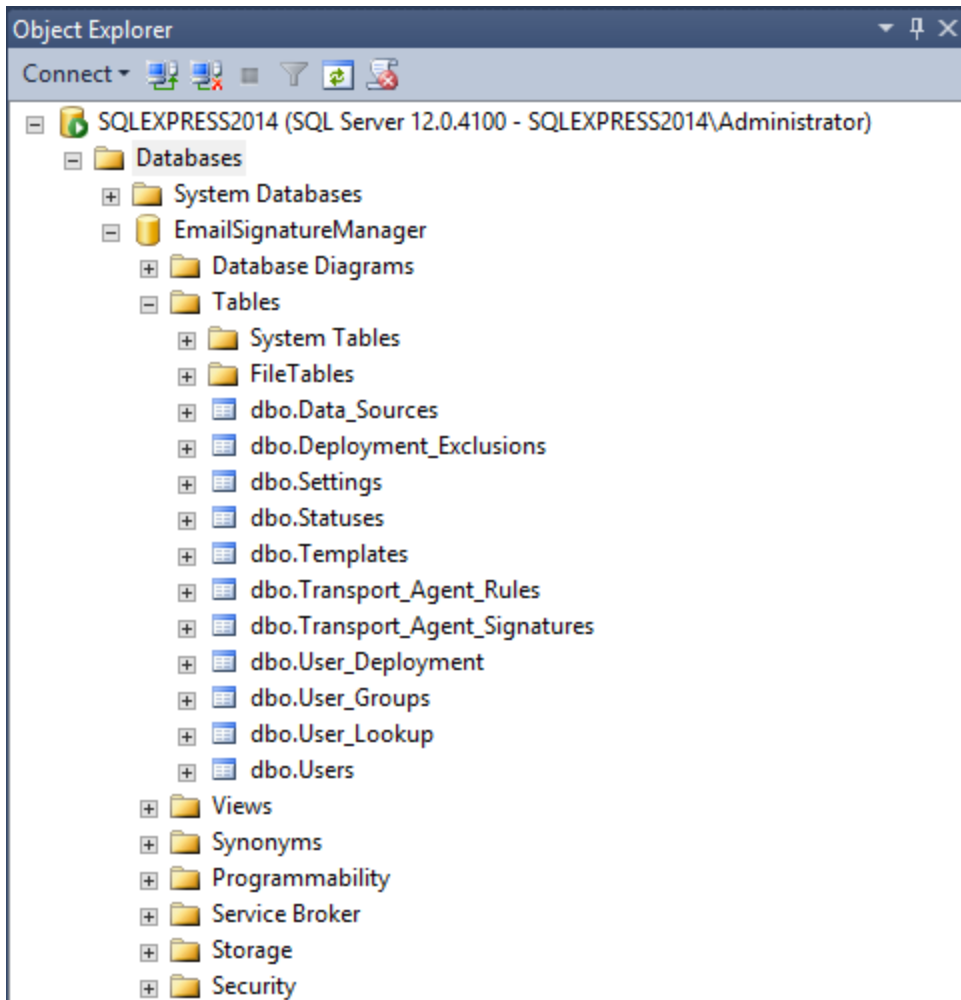 Object Explorer
Connect
SQLEXPRESS2014 (SQL Server 12.0.4100 - SQLEXPRESS2014\Administrator)
Databases
System Databases
EmailSignatureManager
Database Diagrams
Tables
System Tables
FileTables
dbo.Data_Sources
dbo.Deployment_Exclusions
dbo.Settings
dbo.Statuses
dbo.Templates
dbo.Transport_Agent_Rules
dbo.Transport_Agent_Signatures
dbo.User_Deployment
dbo.User_Groups
dbo.User_Lookup
dbo.Users
Views
Synonyms
Programmability
Service Broker
Storage
Security